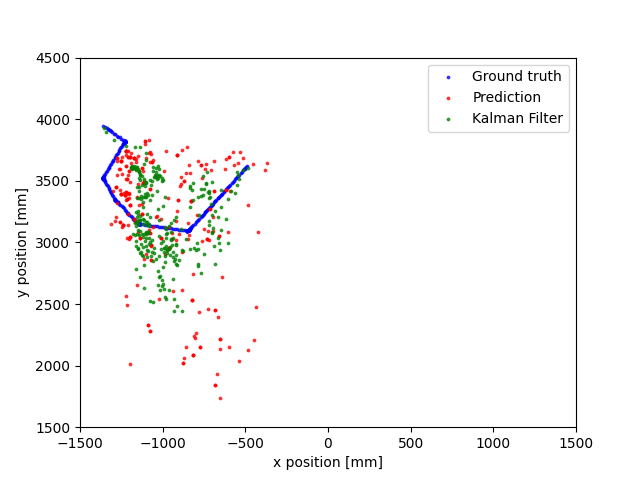 4500
4000
3500
3000
2500
2000
1500
y position [mm]
−1500
−1000
−500
0
500
1000
1500
x position [mm]
Ground truth
Prediction
Kalman Filter